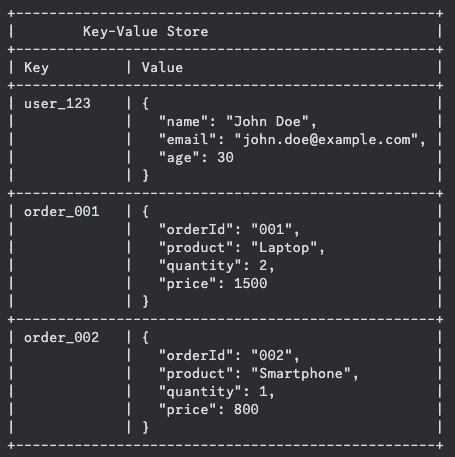 +---------------------------------------------------+
|        Key-Value Store                            |
+---------------------------------------------------+
| Key         | Value                               |
+---------------------------------------------------+
| user_123    | {                                   |
|             |   "name": "John Doe",               |
|             |   "email": "john.doe@example.com",  |
|             |   "age": 30                         |
|             | }                                   |
+---------------------------------------------------+
| order_001   | {                                   |
|             |   "orderId": "001",                 |
|             |   "product": "Laptop",              |
|             |   "quantity": 2,                    |
|             |   "price": 1500                     |
|             | }                                   |
+---------------------------------------------------+
| order_002   | {                                   |
|             |   "orderId": "002",                 |
|             |   "product": "Smartphone",          |
|             |   "quantity": 1,                    |
|             |   "price": 800                      |
|             | }                                   |
+---------------------------------------------------+